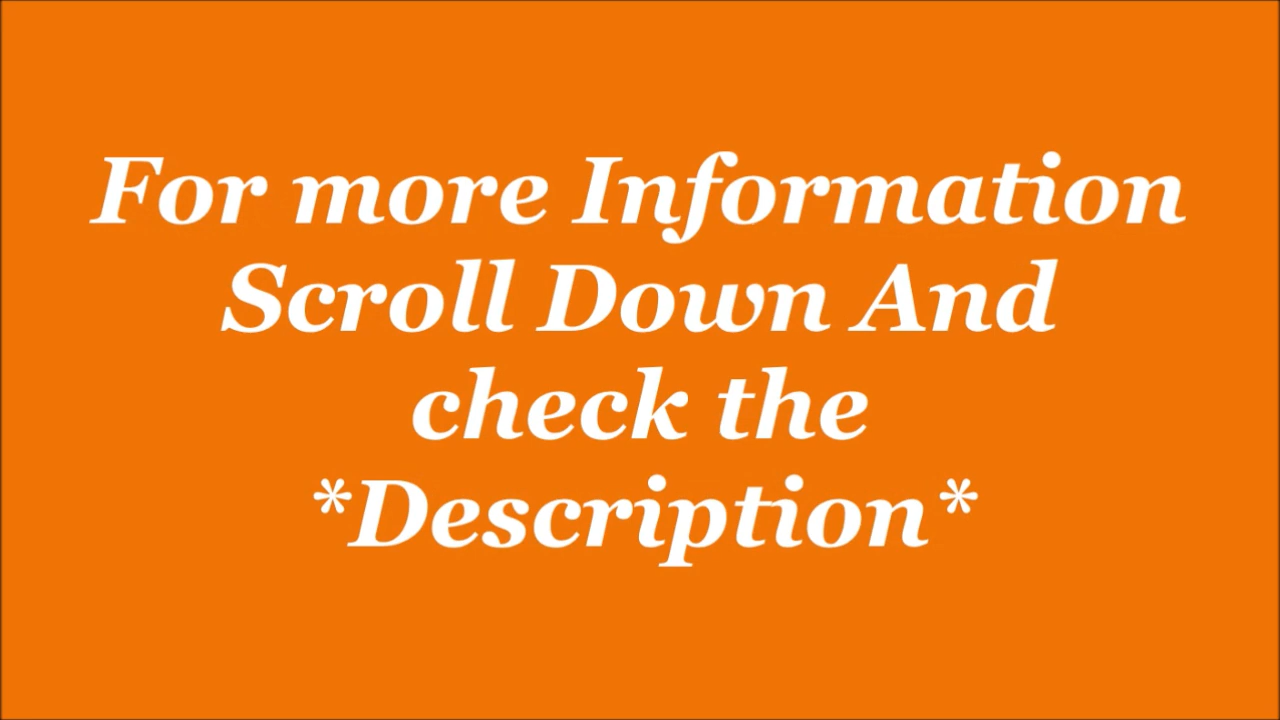 For more Information
Scroll Down And
check the
*Description*